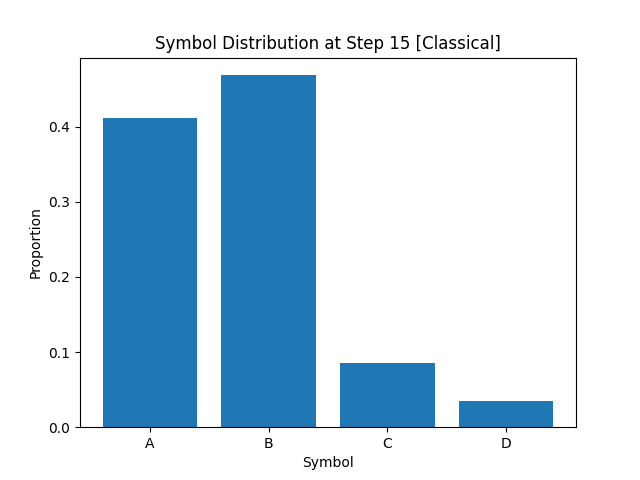 Symbol Distribution at Step 15 [Classical]
Proportion
0.4
0.3
0.2
0.1
0.0
A B C D
Symbol